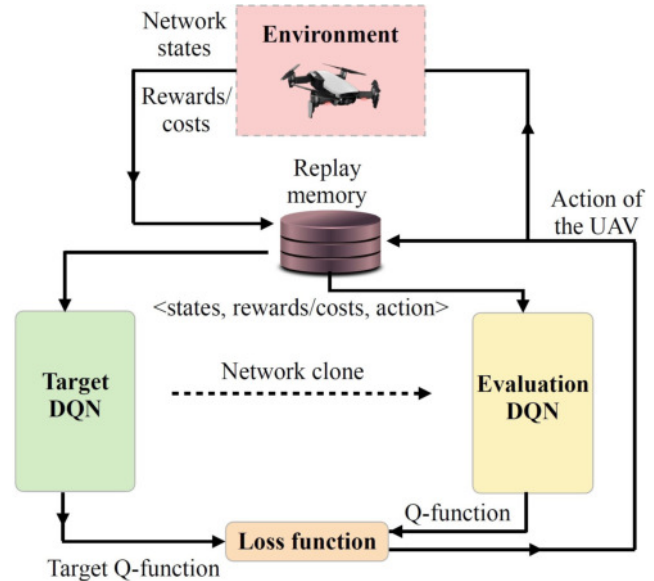 Network
states
Environment
Rewards/
costs
Replay
memory
Action of
the UAV
<states, rewards/costs, action>
Target
DQN
Network clone
Evaluation
DQN
Q-function
Loss function
Target Q-function